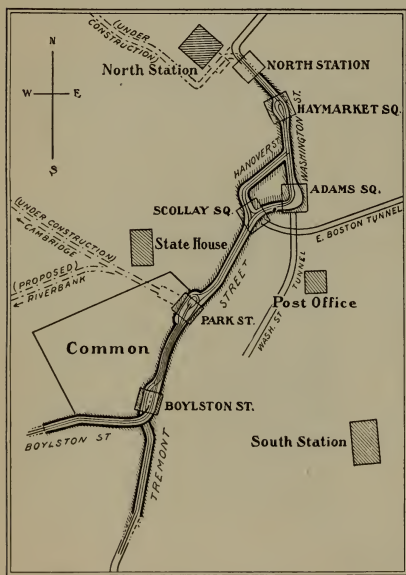 (UNDER
CONSTRUCTION)
N
W
E
S
North Station
NORTH STATION
HAYMARKET SQ.
WASHINGTON ST.
HANOVER ST.
ADAMS SQ.
SCOLLAY SQ.
E. BOSTON TUNNEL
(UNDER CONSTRUCTION)
CAMBRIDGE
State House
(PROPOSED)
RIVERBANK
STREET
WASH. ST.
TUNNEL
Post Office
PARK ST.
Common
BOYLSTON ST.
BOYLSTON ST
TREMONT
South Station